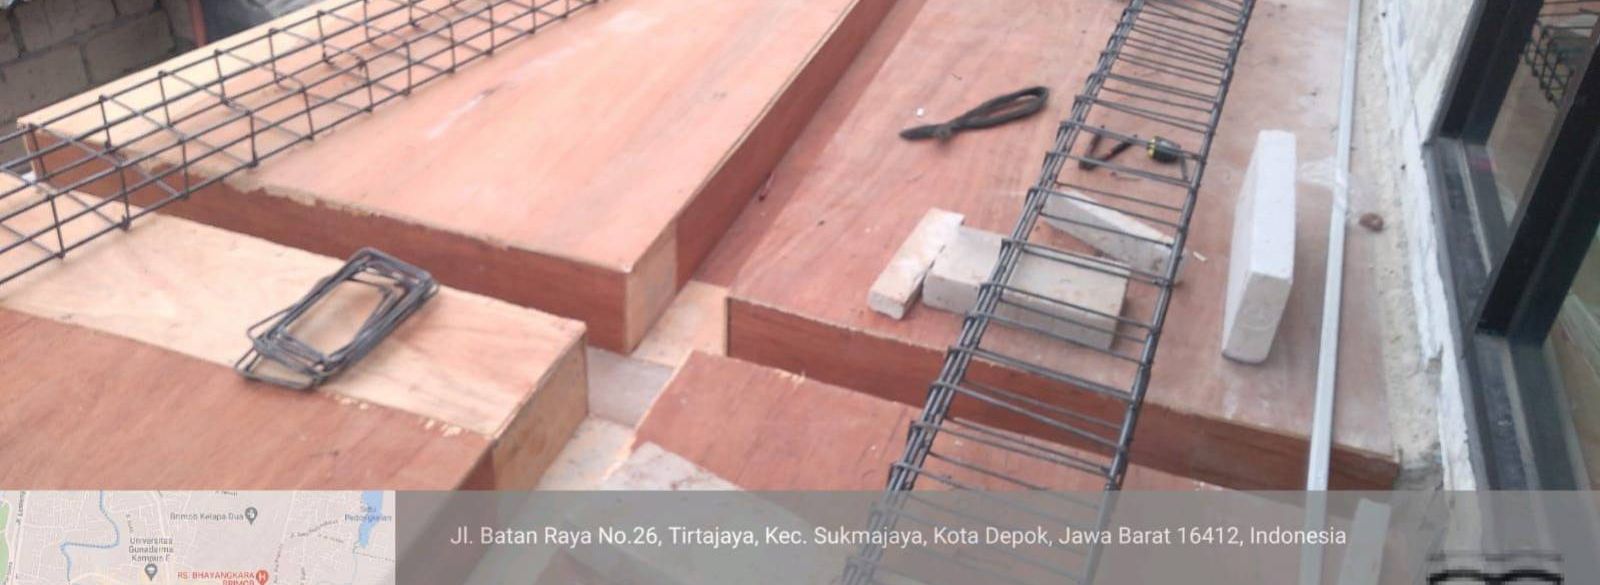 Brimob Kelapa Dua
Situ
Pedongkelan
Universitas
Gunadarma
Kampus E
RS. BHAYANGKARA
BRIMOB
Jl. Batan Raya No.26, Tirtajaya, Kec. Sukmajaya, Kota Depok, Jawa Barat 16412, Indonesia